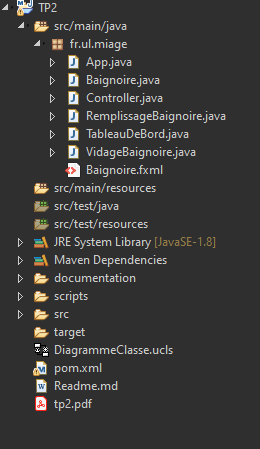 TP2
src/main/java
fr.ul.miage
App.java
Baignoire.java
Controller.java
RemplissageBaignoire.java
TableauDeBord.java
VidageBaignoire.java
Baignoire.fxml
src/main/resources
src/test/java
src/test/resources
JRE System Library [JavaSE-1.8]
Maven Dependencies
documentation
scripts
src
target
DiagrammeClasse.ucls
pom.xml
Readme.md
tp2.pdf